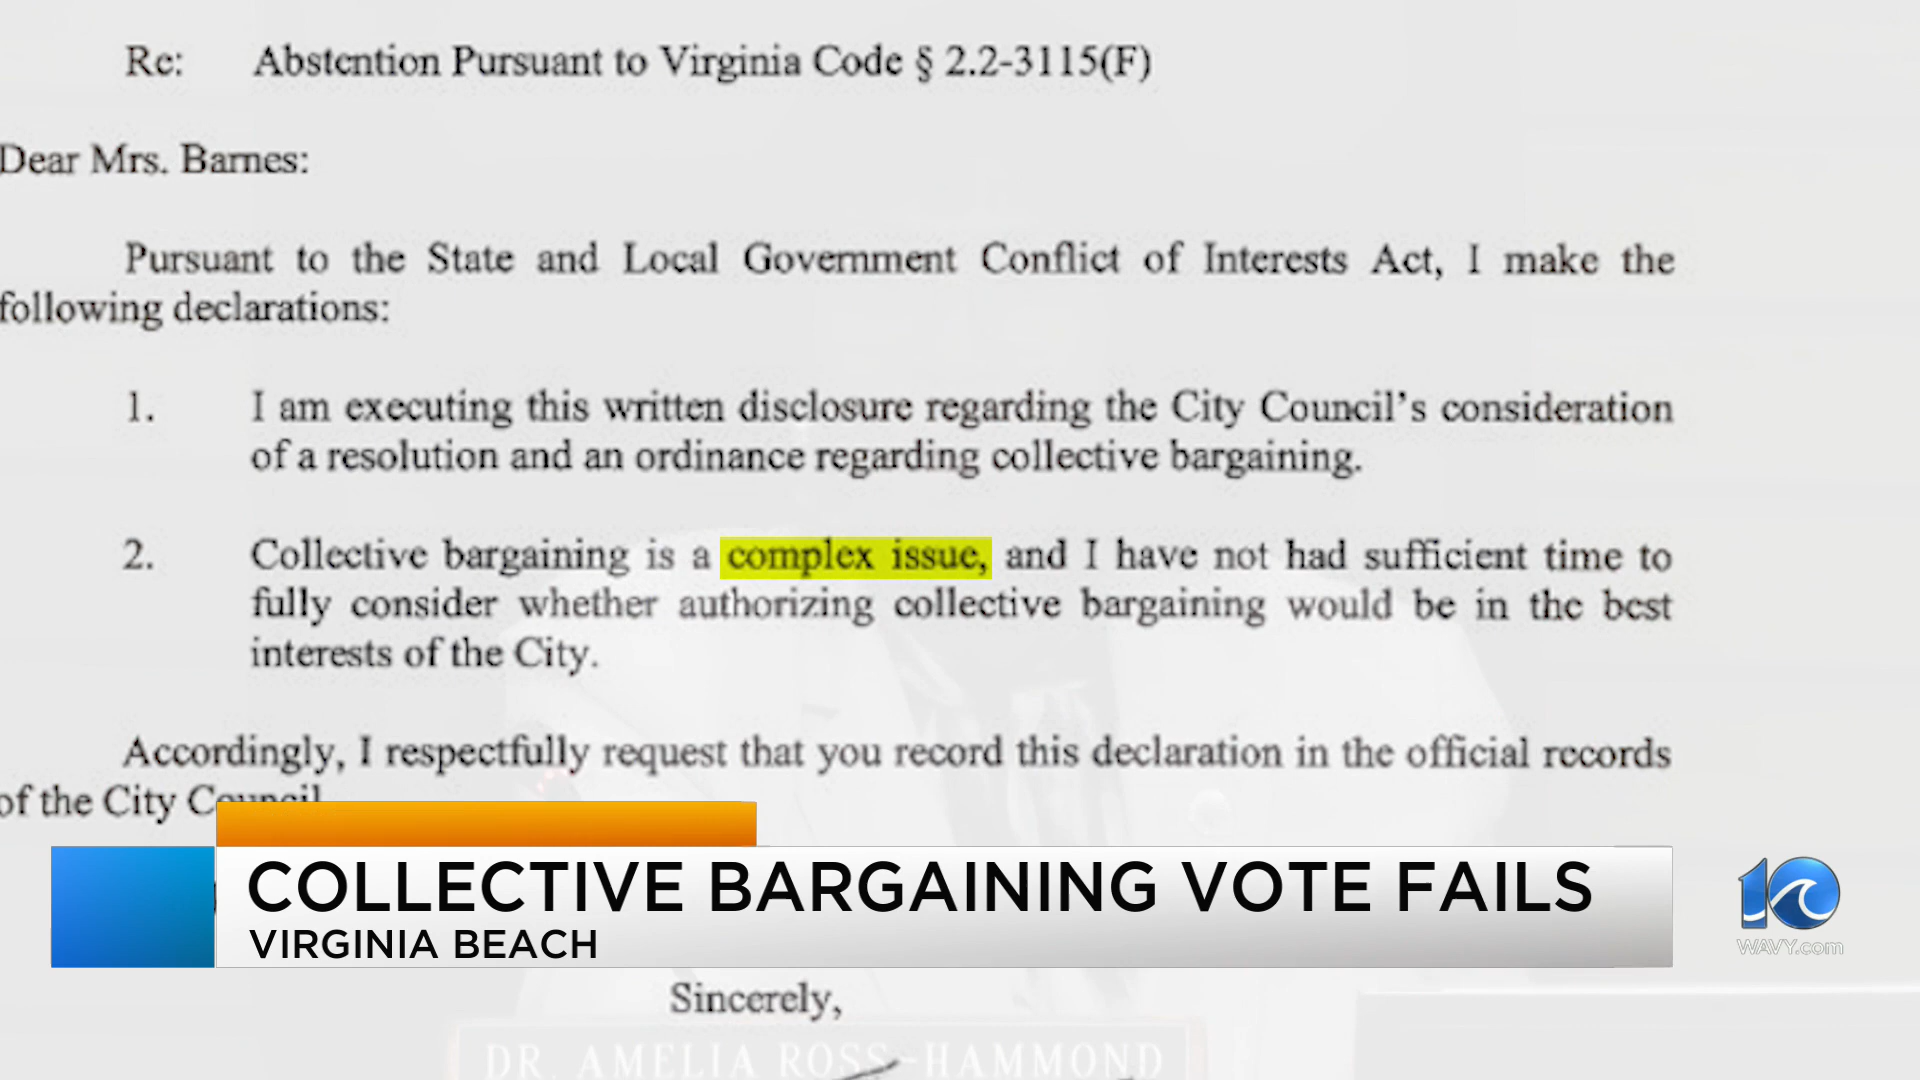 Re: Abstention Pursuant to Virginia Code § 2.2-3115(F)
Dear Mrs. Barnes:
Pursuant to the State and Local Government Conflict of Interests Act, I make the
following declarations:
1. I am executing this written disclosure regarding the City Council's consideration
of a resolution and an ordinance regarding collective bargaining.
2. Collective bargaining is a complex issue, and I have not had sufficient time to
fully consider whether authorizing collective bargaining would be in the best
interests of the City.
Accordingly, I respectfully request that you record this declaration in the official records
of the City Council
COLLECTIVE BARGAINING VOTE FAILS
VIRGINIA BEACH
10
WAVY.com
Sincerely,
DR. AMELIA ROSS-HAMMOND